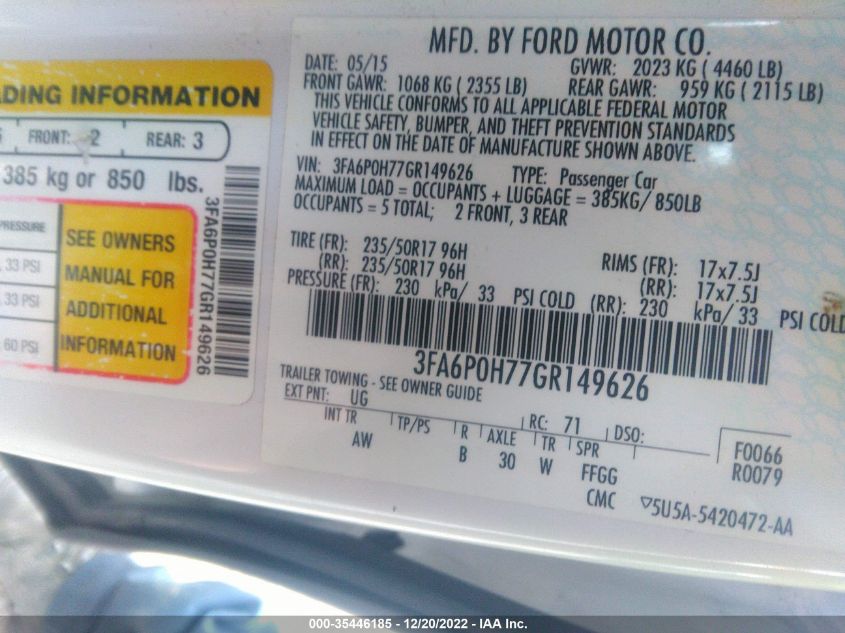 ADING INFORMATION
FRONT: 2 REAR: 3
385 kg or 850 lbs.
PRESSURE
33 PSI
33 PSI
60 PSI
SEE OWNERS
MANUAL FOR
ADDITIONAL
INFORMATION
3FA6P0H77GR149626
MFD. BY FORD MOTOR CO.
DATE: 05/15 GVWR: 2023 KG ( 4460 LB)
FRONT GAWR: 1068 KG ( 2355 LB) REAR GAWR: 959 KG ( 2115 LB)
THIS VEHICLE CONFORMS TO ALL APPLICABLE FEDERAL MOTOR
VEHICLE SAFETY, BUMPER, AND THEFT PREVENTION STANDARDS
IN EFFECT ON THE DATE OF MANUFACTURE SHOWN ABOVE.
VIN: 3FA6P0H77GR149626 TYPE: Passenger Car
MAXIMUM LOAD = OCCUPANTS + LUGGAGE = 385KG/ 850LB
OCCUPANTS = 5 TOTAL; 2 FRONT, 3 REAR
TIRE (FR): 235/50R17 96H RIMS (FR): 17x7.5J
(RR): 235/50R17 96H (RR): 17x7.5J
PRESSURE (FR): 230 kPa/ 33 PSI COLD (RR): 230 kPa/ 33 PSI COLD
3FA6P0H77GR149626
TRAILER TOWING - SEE OWNER GUIDE
EXT PNT: UG RC: 71 DSO:
INT TR TP/PS R AXLE TR SPR F0066
AW B 30 W FFGG R0079
CMC ▽5U5A-5420472-AA
000-35446185 - 12/20/2022 - IAA Inc.